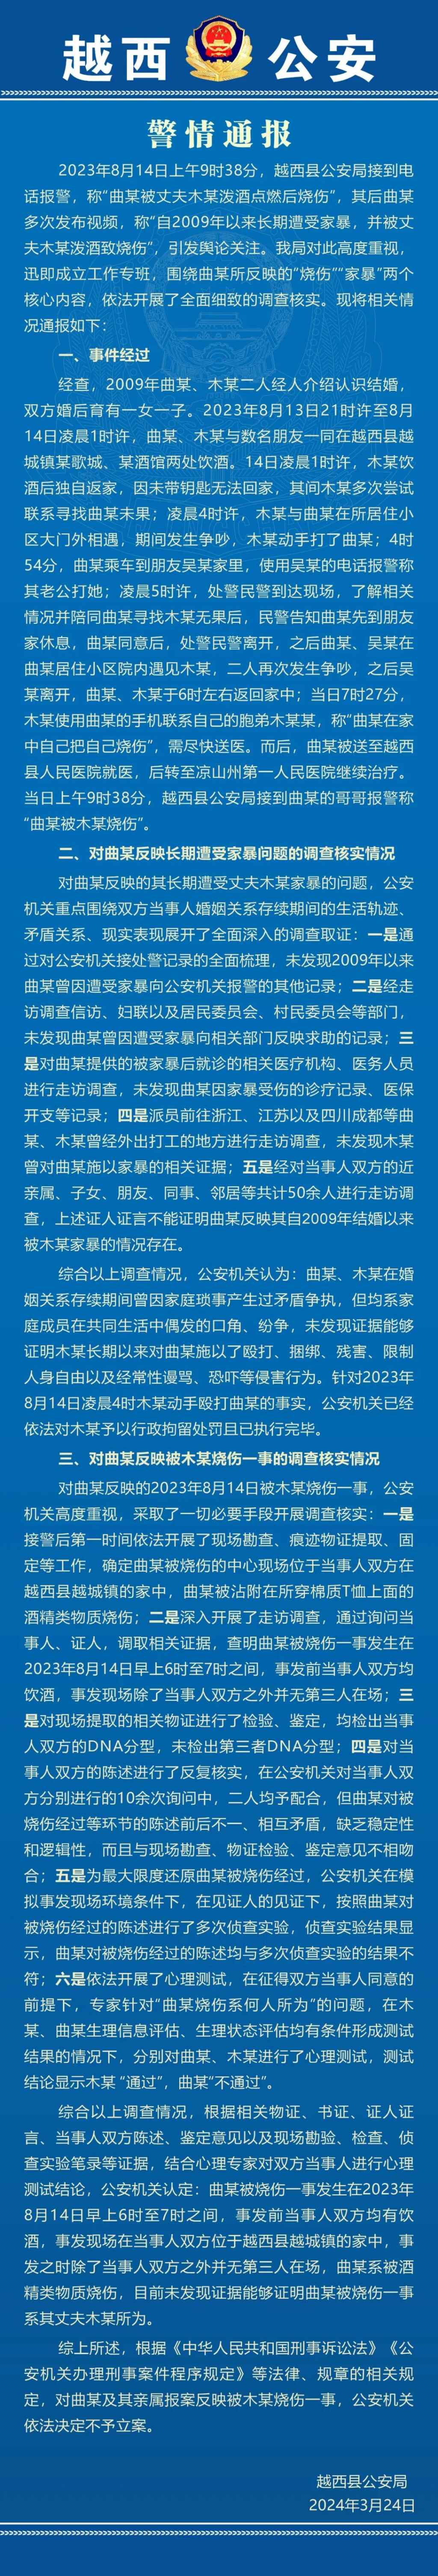 越西 公安
警情通报
2023年8月14日上午9时38分，越西县公安局接到电
话报警，称“曲某被丈夫木某泼酒点燃后烧伤”，其后曲某
多次发布视频，称“自2009年以来长期遭受家暴，并被丈
夫木某泼酒致烧伤”，引发舆论关注。我局对此高度重视，
迅即成立工作专班，围绕曲某所反映的“烧伤”“家暴”两个
核心内容，依法开展了全面细致的调查核实。现将相关情
况通报如下：
一、事件经过
经查，2009年曲某、木某二人经人介绍认识结婚，
双方婚后育有一女一子。2023年8月13日21时许至8月
14日凌晨1时许，曲某、木某与数名朋友一同在越西县越
城镇某歌城、某酒馆两处饮酒。14日凌晨1时许，木某饮
酒后独自返家，因未带钥匙无法回家，其间木某多次尝试
联系寻找曲某未果；凌晨4时许，木某与曲某在所居住小
区大门外相遇，期间发生争吵，木某动手打了曲某；4时
54分，曲某乘车到朋友吴某家里，使用吴某的电话报警称
其老公打她；凌晨5时许，处警民警到达现场，了解相关
情况并陪同曲某寻找木某无果后，民警告知曲某先到朋友
家休息，曲某同意后，处警民警离开，之后曲某、吴某在
曲某居住小区院内遇见木某，二人再次发生争吵，之后吴
某离开，曲某、木某于6时左右返回家中；当日7时27分，
木某使用曲某的手机联系自己的胞弟木某某，称“曲某在家
中自己把自己烧伤”，需尽快送医。而后，曲某被送至越西
县人民医院就医，后转至凉山州第一人民医院继续治疗。
当日上午9时38分，越西县公安局接到曲某的哥哥报警称
“曲某被木某烧伤”。
二、对曲某反映长期遭受家暴问题的调查核实情况
对曲某反映的其长期遭受丈夫木某家暴的问题，公安
机关重点围绕双方当事人婚姻关系存续期间的生活轨迹、
矛盾关系、现实表现展开了全面深入的调查取证：一是通
过对公安机关接处警记录的全面梳理，未发现2009年以来
曲某曾因遭受家暴向公安机关报警的其他记录；二是经走
访调查信访、妇联以及居民委员会、村民委员会等部门，
未发现曲某曾因遭受家暴向相关部门反映求助的记录；三
是对曲某提供的被家暴后就诊的相关医疗机构、医务人员
进行走访调查，未发现曲某因家暴受伤的诊疗记录、医保
开支等记录；四是派员前往浙江、江苏以及四川成都等曲
某、木某曾经外出打工的地方进行走访调查，未发现木某
曾对曲某施以家暴的相关证据；五是经对当事人双方的近
亲属、子女、朋友、同事、邻居等共计50余人进行走访调
查，上述证人证言不能证明曲某反映其自2009年结婚以来
被木某家暴的情况存在。
综合以上调查情况，公安机关认为：曲某、木某在婚
姻关系存续期间曾因家庭琐事产生过矛盾争执，但均系家
庭成员在共同生活中偶发的口角、纷争，未发现证据能够
证明木某长期以来对曲某施以了殴打、捆绑、残害、限制
人身自由以及经常性谩骂、恐吓等侵害行为。针对2023年
8月14日凌晨4时木某动手殴打曲某的事实，公安机关已经
依法对木某予以行政拘留处罚且已执行完毕。
三、对曲某反映被木某烧伤一事的调查核实情况
对曲某反映的2023年8月14日被木某烧伤一事，公安
机关高度重视，采取了一切必要手段开展调查核实：一是
接警后第一时间依法开展了现场勘查、痕迹物证提取、固
定等工作，确定曲某被烧伤的中心现场位于当事人双方在
越西县越城镇的家中，曲某被沾附在所穿棉质T恤上面的
酒精类物质烧伤；二是深入开展了走访调查，通过询问当
事人、证人，调取相关证据，查明曲某被烧伤一事发生在
2023年8月14日早上6时至7时之间，事发前当事人双方均
饮酒，事发现场除了当事人双方之外并无第三人在场；三
是对现场提取的相关物证进行了检验、鉴定，均检出当事
人双方的DNA分型，未检出第三者DNA分型；四是对当
事人双方的陈述进行了反复核实，在公安机关对当事人双
方分别进行的10余次询问中，二人均予配合，但曲某对被
烧伤经过等环节的陈述前后不一、相互矛盾，缺乏稳定性
和逻辑性，而且与现场勘查、物证检验、鉴定意见不相吻
合；五是为最大限度还原曲某被烧伤经过，公安机关在模
拟事发现场环境条件下，在见证人的见证下，按照曲某对
被烧伤经过的陈述进行了多次侦查实验，侦查实验结果显
示，曲某对被烧伤经过的陈述均与多次侦查实验的结果不
符；六是依法开展了心理测试，在征得双方当事人同意的
前提下，专家针对“曲某烧伤系何人所为”的问题，在木
某、曲某生理信息评估、生理状态评估均有条件形成测试
结果的情况下，分别对曲某、木某进行了心理测试，测试
结论显示木某 “通过”，曲某“不通过”。
综合以上调查情况，根据相关物证、书证、证人证
言、当事人双方陈述、鉴定意见以及现场勘验、检查、侦
查实验笔录等证据，结合心理专家对双方当事人进行心理
测试结论，公安机关认定：曲某被烧伤一事发生在2023年
8月14日早上6时至7时之间，事发前当事人双方均有饮
酒，事发现场在当事人双方位于越西县越城镇的家中，事
发之时除了当事人双方之外并无第三人在场，曲某系被酒
精类物质烧伤，目前未发现证据能够证明曲某被烧伤一事
系其丈夫木某所为。
综上所述，根据《中华人民共和国刑事诉讼法》《公
安机关办理刑事案件程序规定》等法律、规章的相关规
定，对曲某及其亲属报案反映被木某烧伤一事，公安机关
依法决定不予立案。
越西县公安局
2024年3月24日